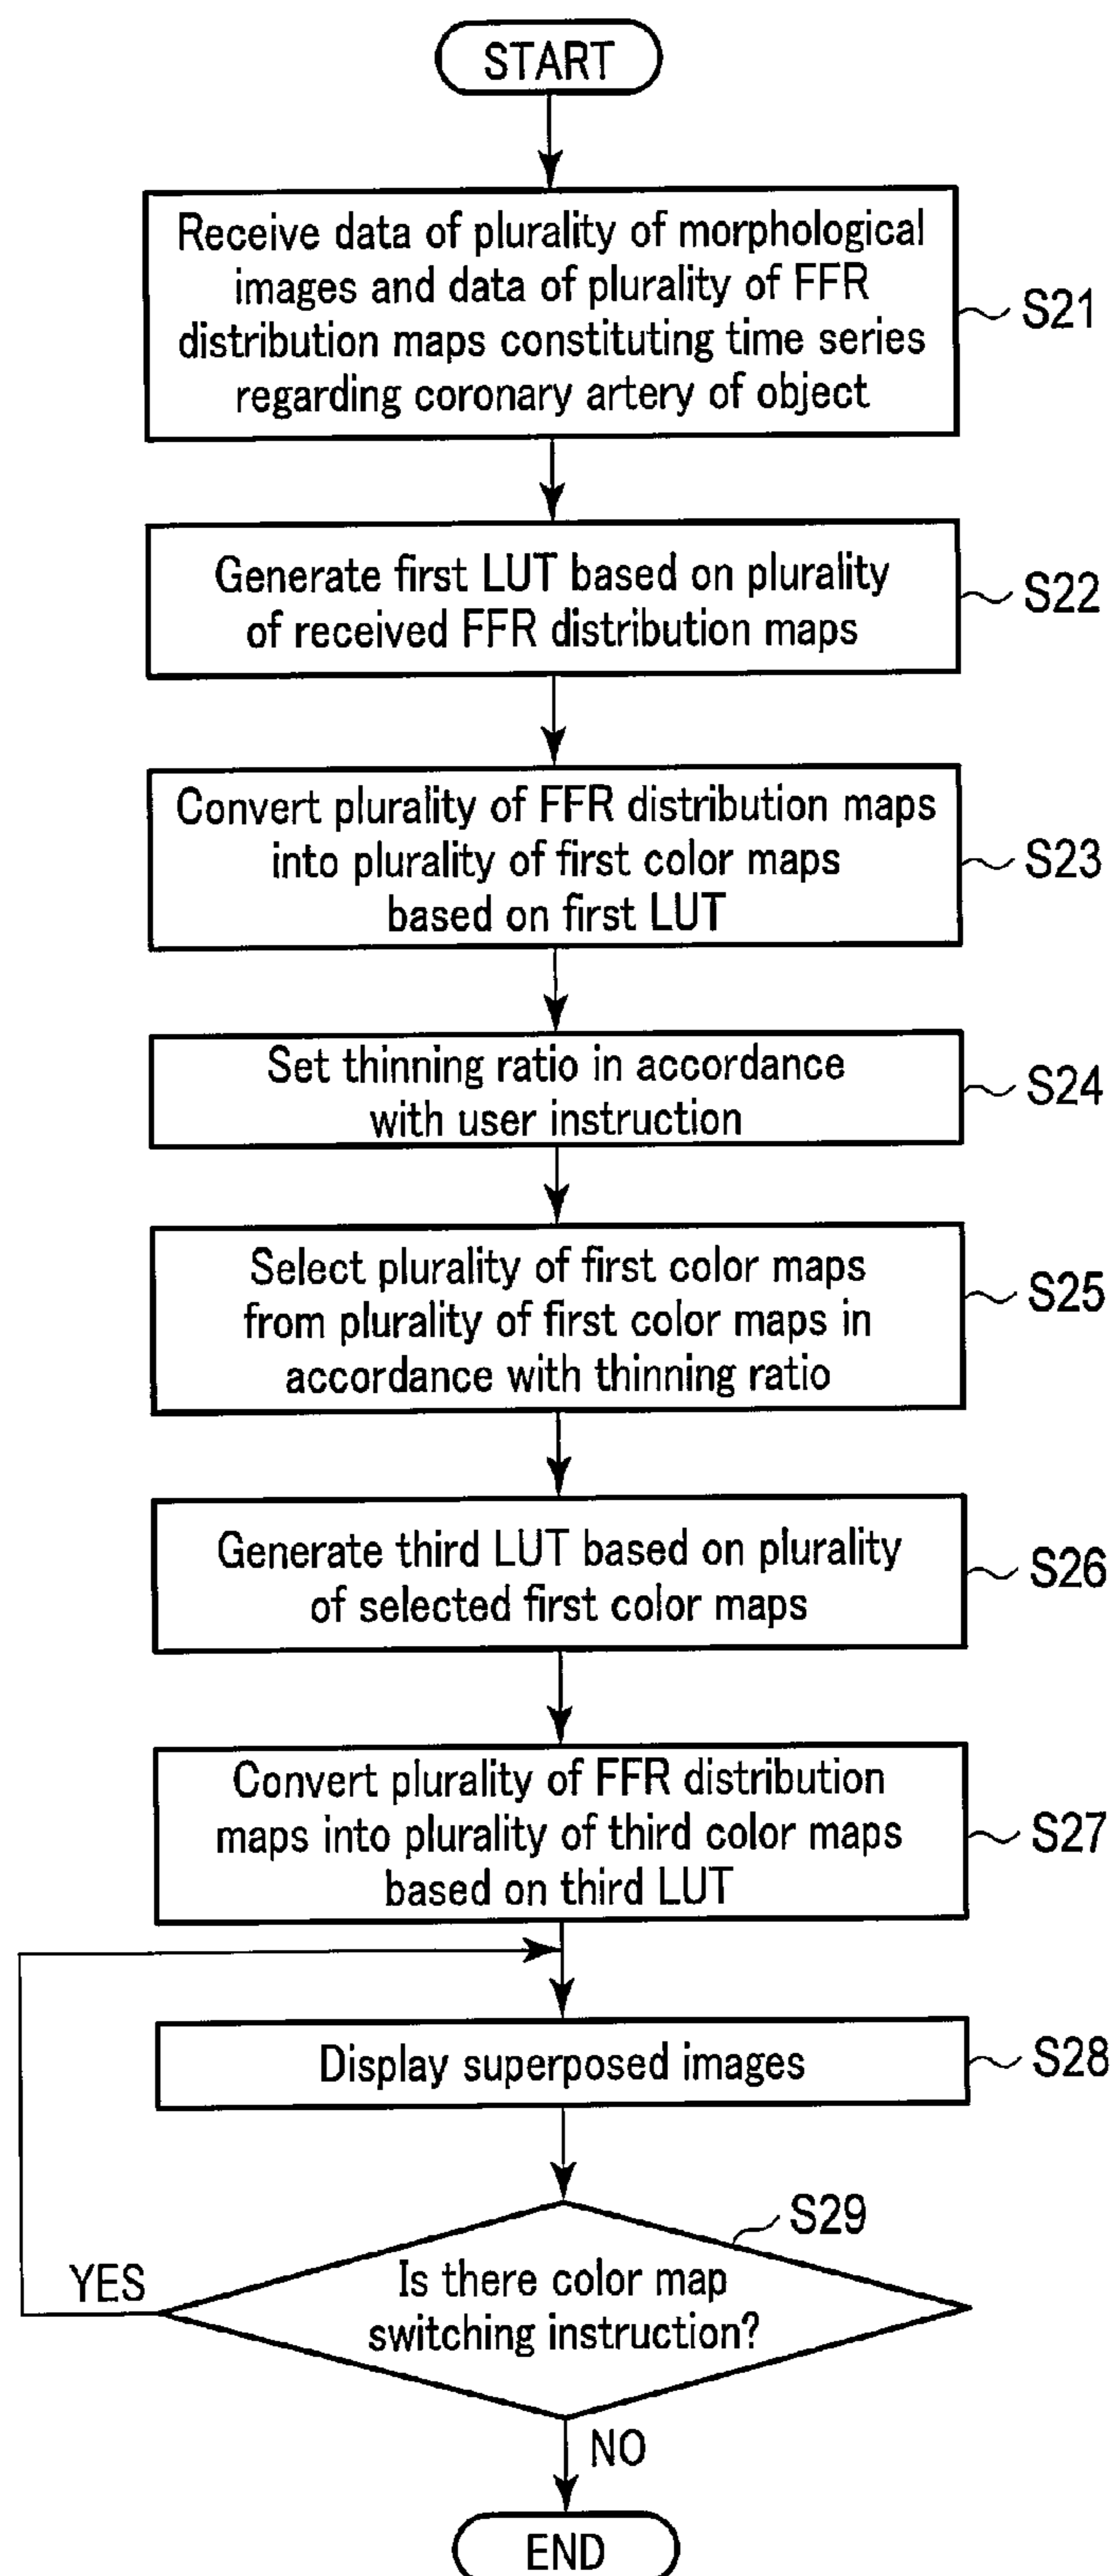 START
Receive data of plurality of morphological
images and data of plurality of FFR
distribution maps constituting time series
regarding coronary artery of object
S21
Generate first LUT based on plurality
of received FFR distribution maps
S22
Convert plurality of FFR distribution maps
into plurality of first color maps
based on first LUT
S23
Set thinning ratio in accordance
with user instruction
S24
Select plurality of first color maps
from plurality of first color maps in
accordance with thinning ratio
S25
Generate third LUT based on plurality
of selected first color maps
S26
Convert plurality of FFR distribution
maps into plurality of third color maps
based on third LUT
S27
Display superposed images
S28
S29
Is there color map
switching instruction?
YES
NO
END